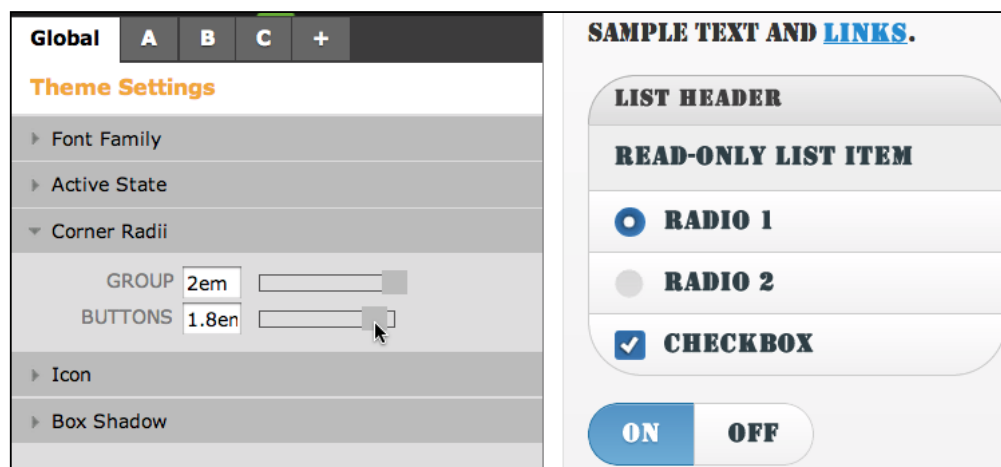 Global A B C +
Theme Settings
Font Family
Active State
Corner Radii
GROUP 2em
BUTTONS 1.8en
Icon
Box Shadow
SAMPLE TEXT AND LINKS.
LIST HEADER
READ-ONLY LIST ITEM
RADIO 1
RADIO 2
CHECKBOX
ON OFF